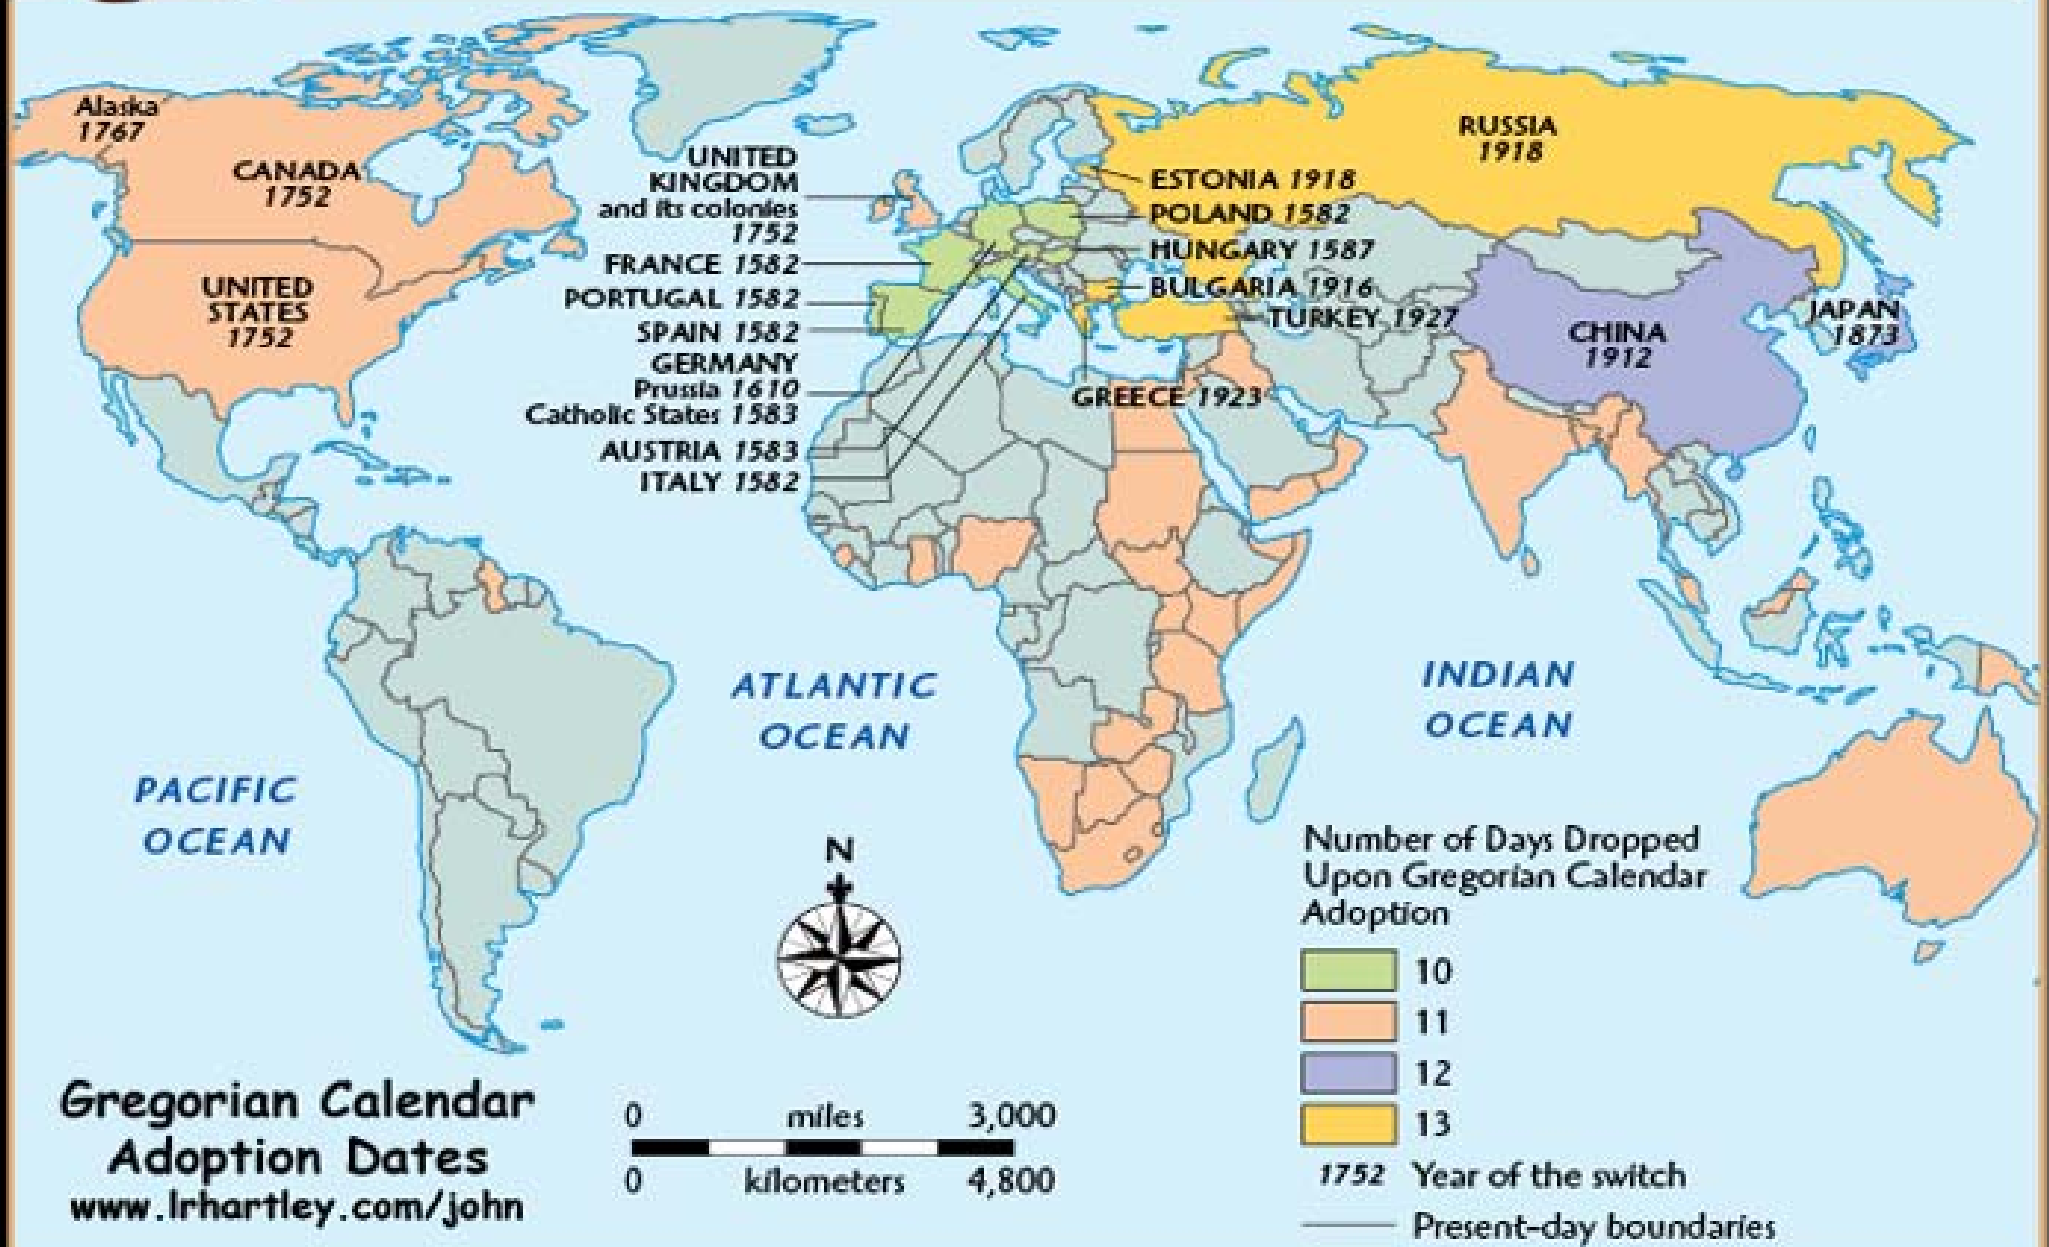 Alaska
1767
CANADA
1752
UNITED
STATES
1752
UNITED
KINGDOM
and its colonies
1752
FRANCE 1582
PORTUGAL 1582
SPAIN 1582
GERMANY
Prussia 1610
Catholic States 1583
AUSTRIA 1583
ITALY 1582
RUSSIA
1918
ESTONIA 1918
POLAND 1582
HUNGARY 1587
BULGARIA 1916
TURKEY 1927
GREECE 1923
CHINA
1912
JAPAN
1873
ATLANTIC
OCEAN
INDIAN
OCEAN
PACIFIC
OCEAN
N
Number of Days Dropped
Upon Gregorian Calendar
Adoption
10
11
12
13
1752 Year of the switch
Present-day boundaries
Gregorian Calendar
Adoption Dates
www.lrhartley.com/john
0 miles 3,000
0 kilometers 4,800